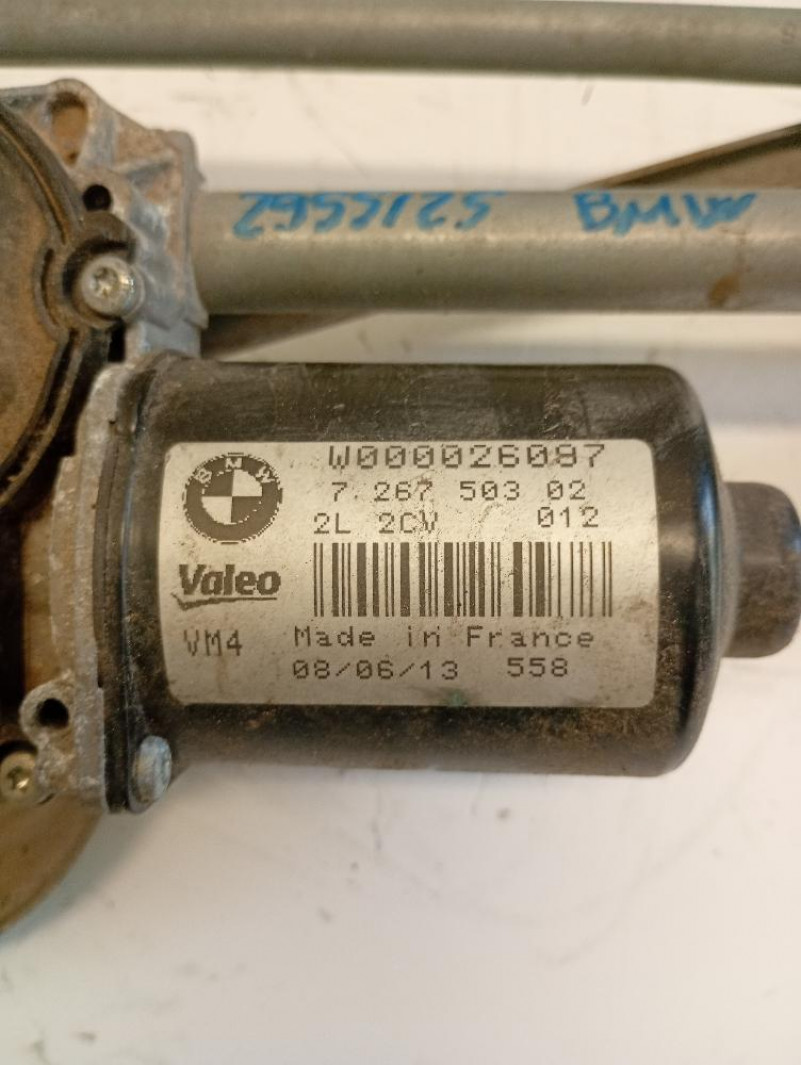 2955125 BMW
BMW
W000026087
7 267 503 02
2L 2CV 012
Valeo
VM4
Made in France
08/06/13 558